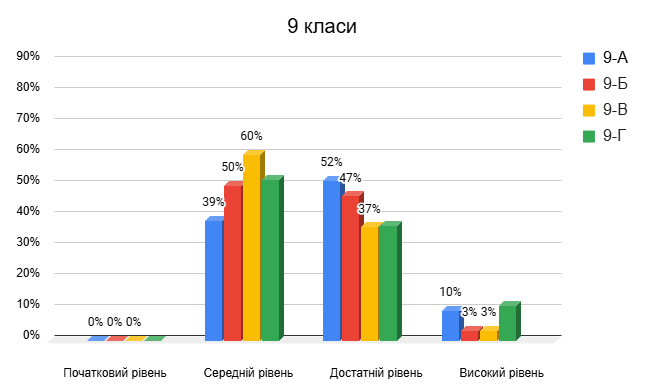 9 класи
90%
80%
70%
60%
50%
40%
30%
20%
10%
0%
0% 0% 0%
39%
50%
60%
52%
47%
37%
10%
3% 3%
Початковий рівень
Середній рівень
Достатній рівень
Високий рівень
9-А
9-Б
9-В
9-Г